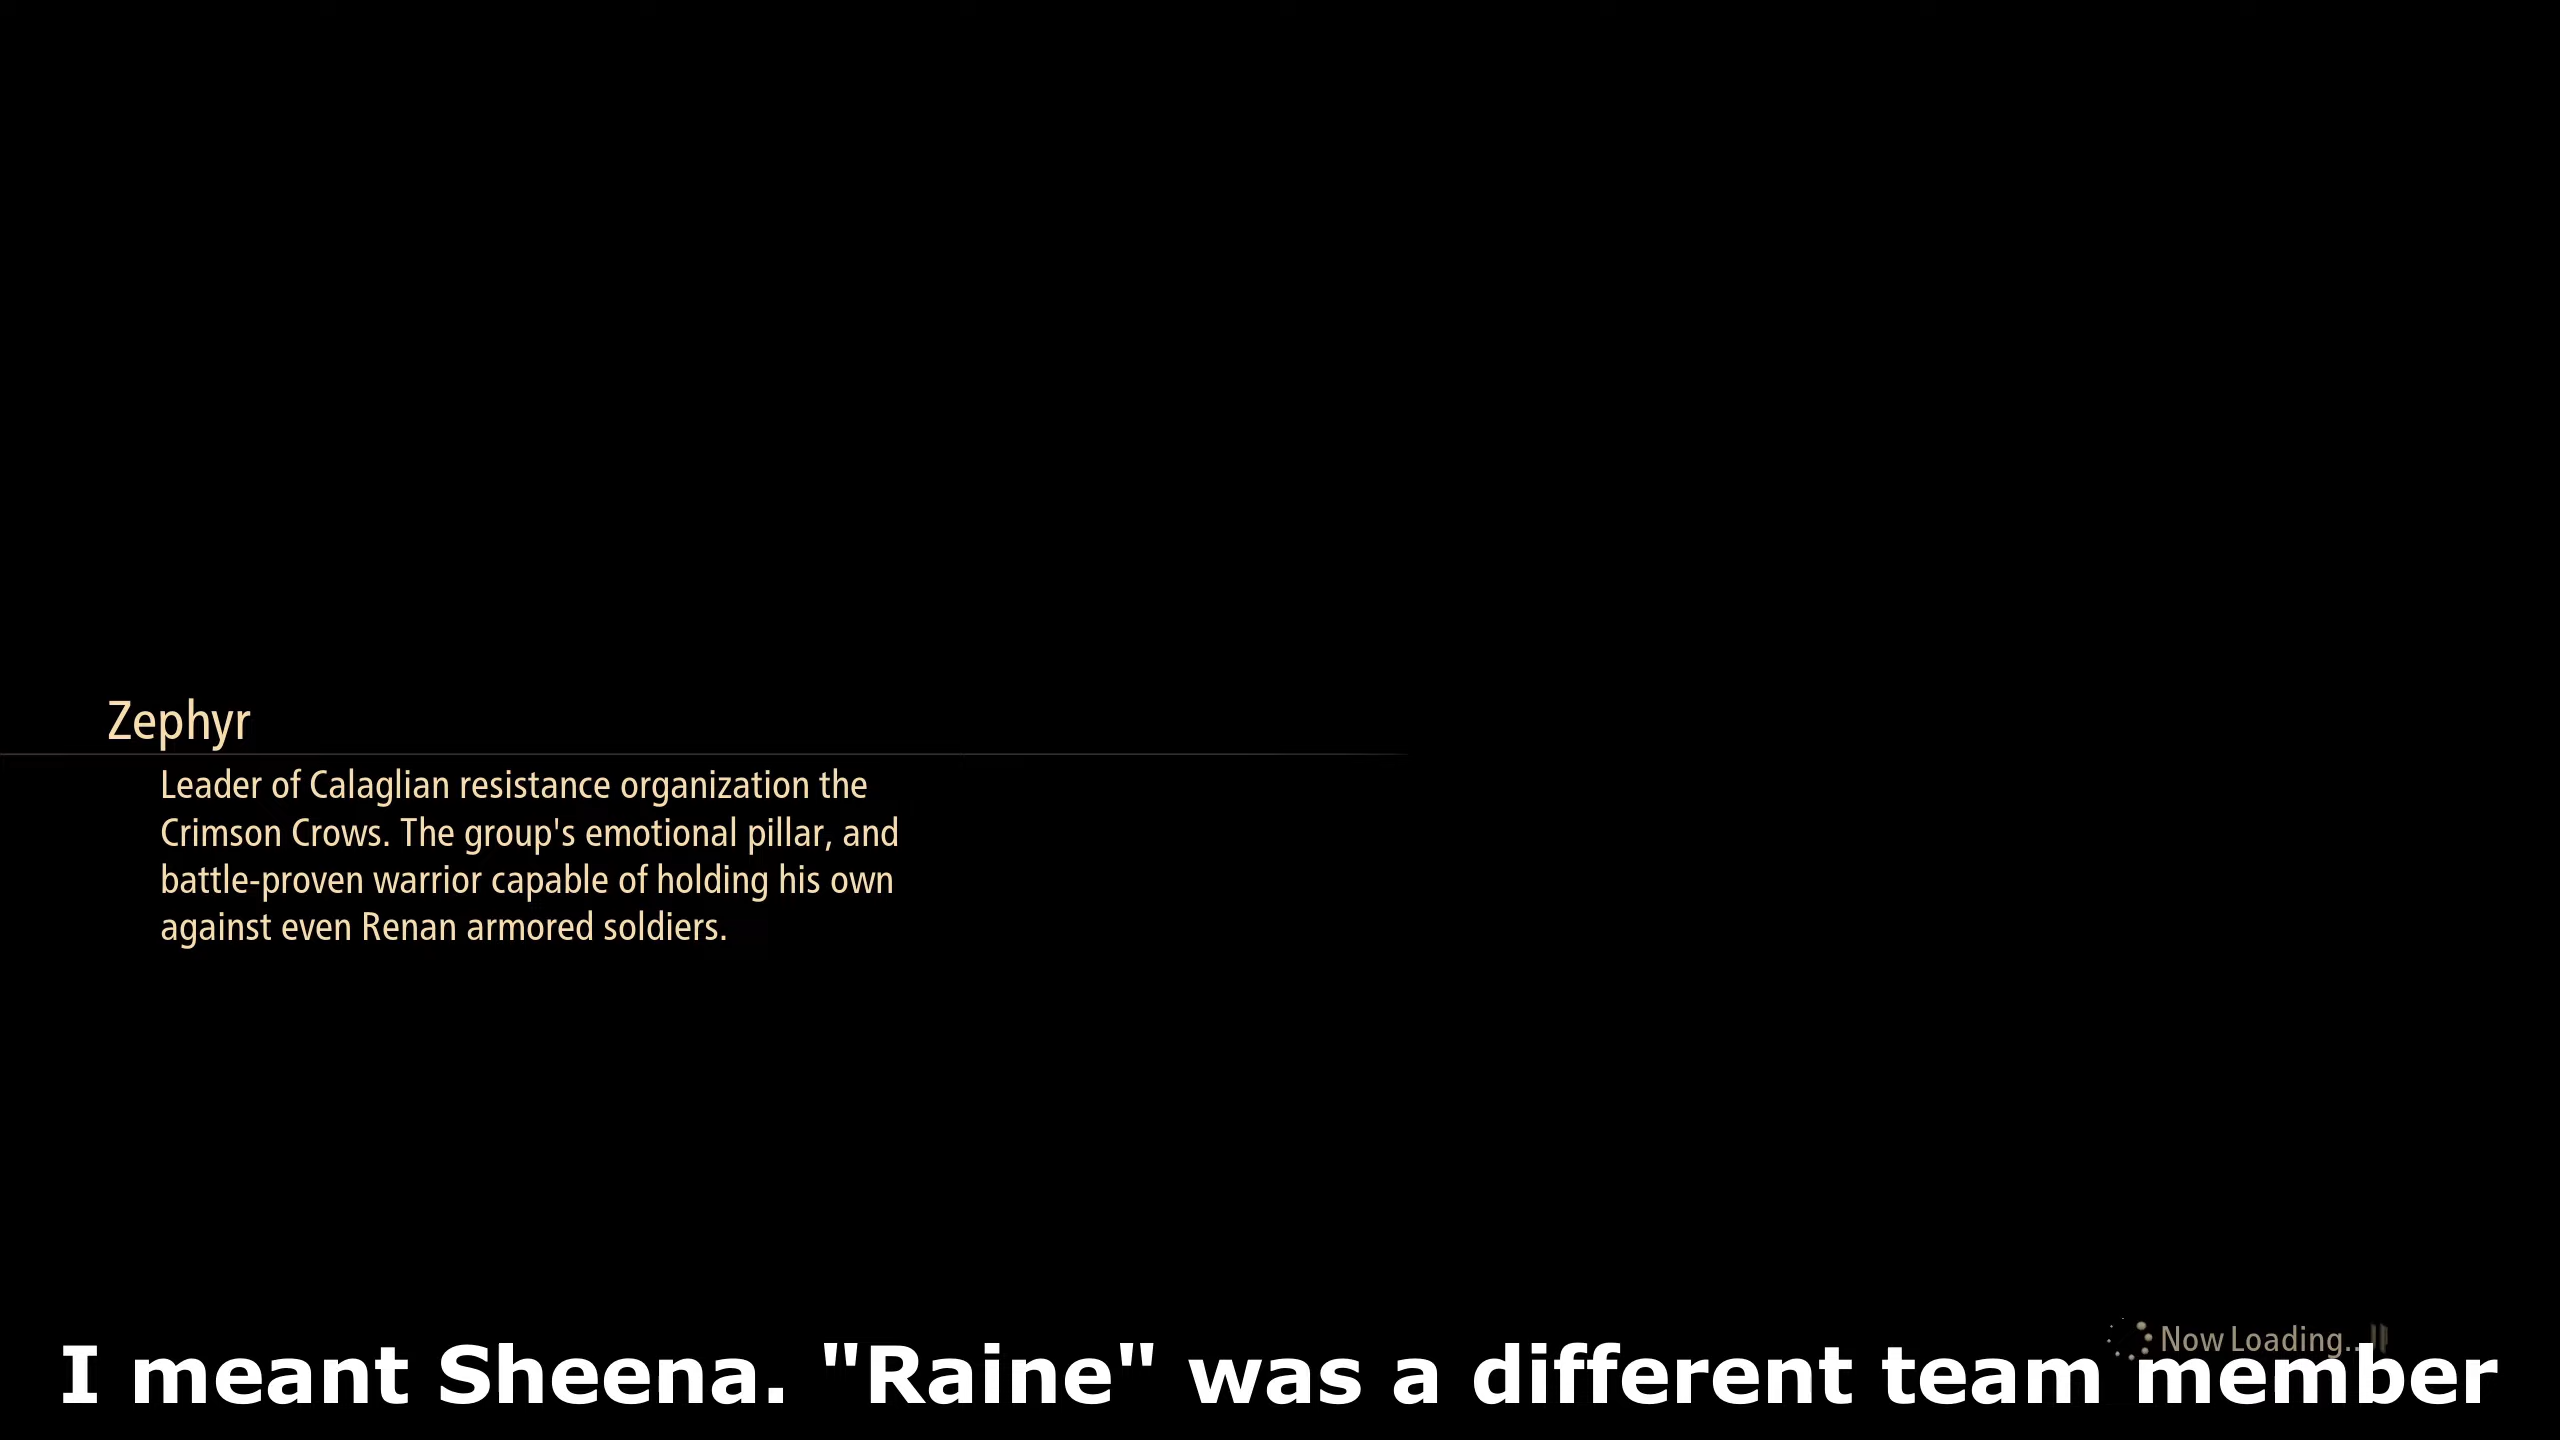 Zephyr
Leader of Calaglian resistance organization the
Crimson Crows. The group's emotional pillar, and
battle-proven warrior capable of holding his own
against even Renan armored soldiers.
Now Loading..
I meant Sheena. "Raine" was a different team member